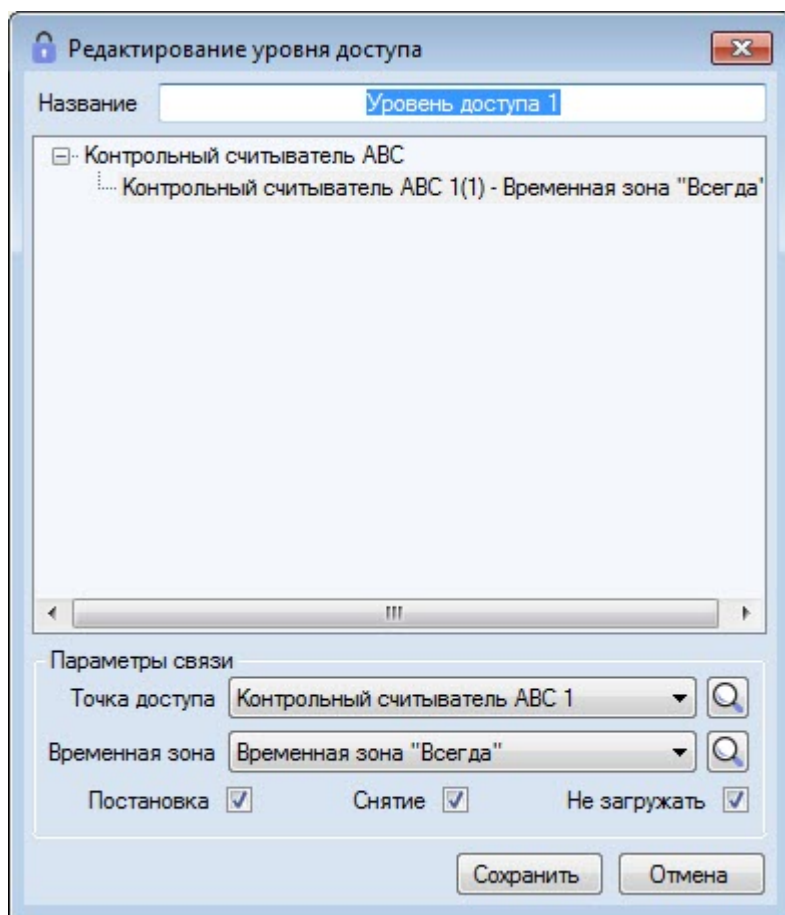 Редактирование уровня доступа
Название Уровень доступа 1
Контрольный считыватель ABC
Контрольный считыватель ABC 1(1) - Временная зона "Всегда"
Параметры связи
Точка доступа Контрольный считыватель ABC 1
Временная зона Временная зона "Всегда"
Постановка Снятие Не загружать
Сохранить Отмена